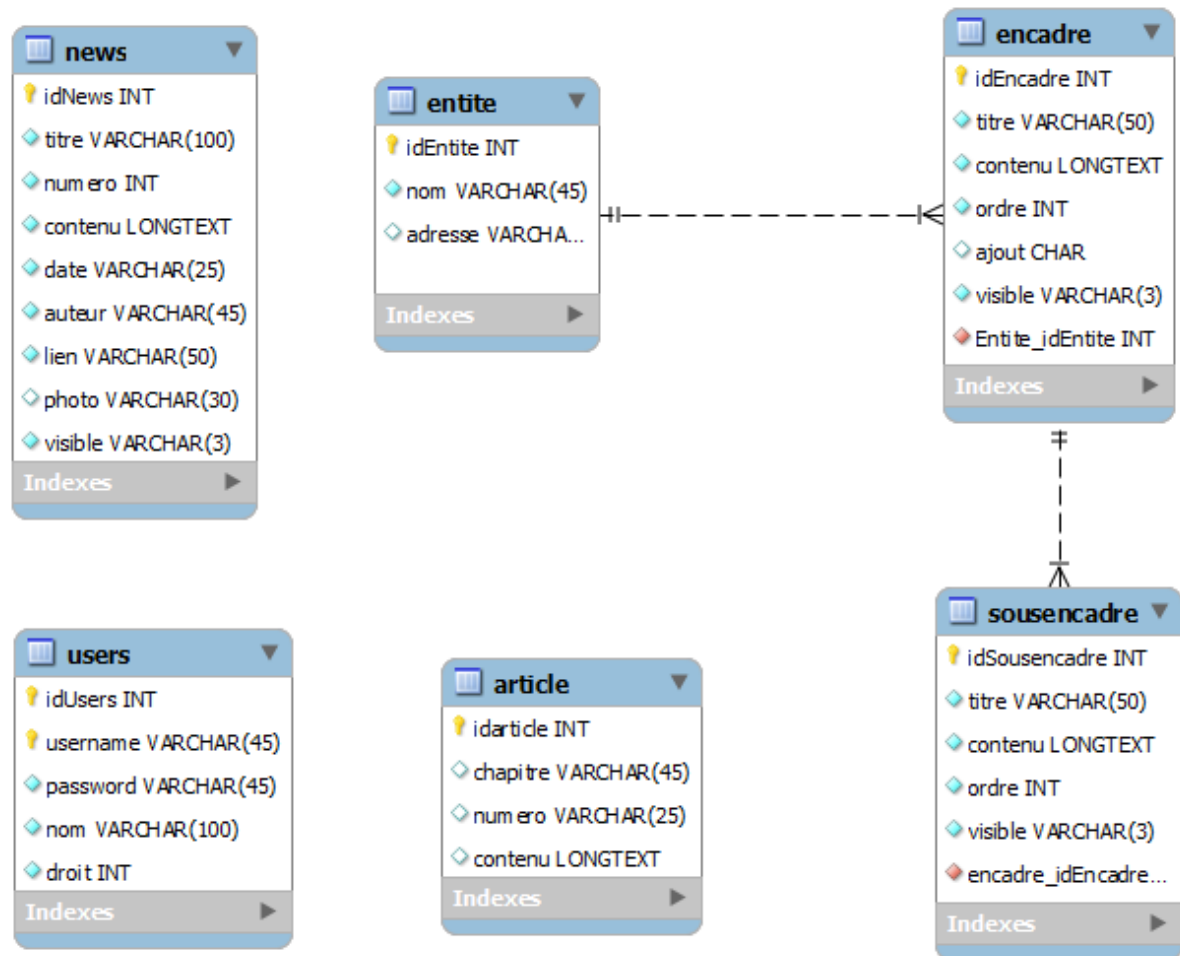 news
idNews INT
titre VARCHAR(100)
numero INT
contenu LONGTEXT
date VARCHAR(25)
auteur VARCHAR(45)
lien VARCHAR(50)
photo VARCHAR(30)
visible VARCHAR(3)
Indexes
entite
idEntite INT
nom VARCHAR(45)
adresse VARCHA...
Indexes
encadre
idEncadre INT
titre VARCHAR(50)
contenu LONGTEXT
ordre INT
ajout CHAR
visible VARCHAR(3)
Entite_idEntite INT
Indexes
users
idUsers INT
username VARCHAR(45)
password VARCHAR(45)
nom VARCHAR(100)
droit INT
Indexes
article
idarticle INT
chapitre VARCHAR(45)
numero VARCHAR(25)
contenu LONGTEXT
Indexes
sousencadre
idSousencadre INT
titre VARCHAR(50)
contenu LONGTEXT
ordre INT
visible VARCHAR(3)
encadre_idEncadre...
Indexes